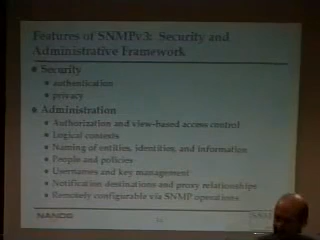 Features of SNMPv3: Security and
Administrative Framework
Security
authentication
privacy
Administration
Authorization and view-based access control
Logical contexts
Naming of entities, identities, and information
People and policies
Usernames and key management
Notification destinations and proxy relationships
Remotely configurable via SNMP operations
NANOG